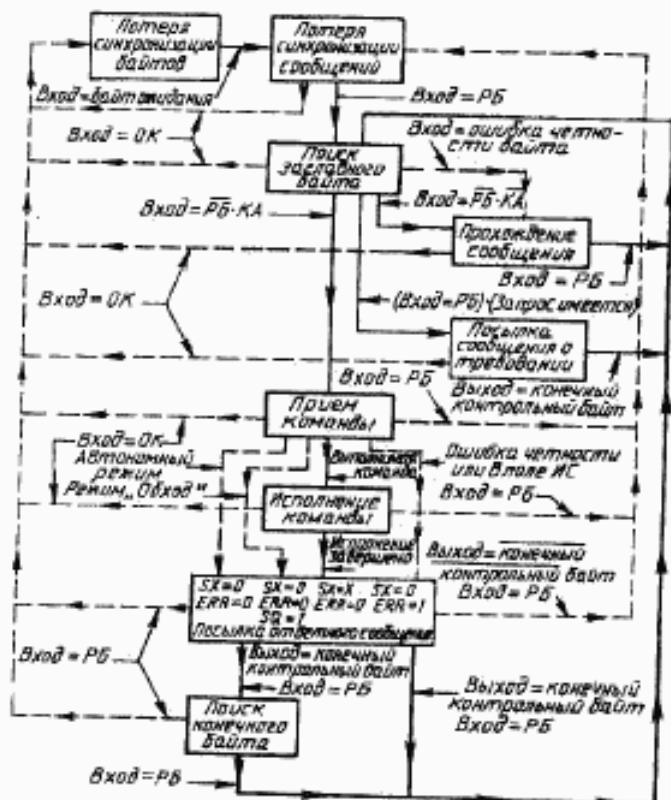 Потеря
синхронизации
байтов
Потеря
синхронизации
сообщений
Вход=байт ожидания
Вход=РБ
Вход=ОК
Вход=ошибка четно-
сти байта
Поиск
заглавного
байта
Вход=РБ·КА
Вход=РБ·КА
Прохождение
сообщения
Вход=РБ
Вход=ОК
(Вход=РБ)·(Запрос имеется)
Посылка
сообщения о
требовании
Вход=РБ
Выход=конечный
контрольный байт
Прием
команды
Вход=ОК
Автономный
режим
Режим „Обход"
Выполнимая
команда
Ошибка четности
или в поле ИС
Исполнение
команды
Вход=РБ
Исполнение
завершено
Выход=конечный
контрольный байт
Вход=РБ
SX=0 SX=0 SX=X SX=0
ERR=0 ERR=0 ERR=0 ERR=1
SQ=1
Посылка ответного сообщения
Вход=РБ
Выход=конечный
контрольный байт
Вход=РБ
Выход=конечный
контрольный байт
Вход=РБ
Поиск
конечного
байта
Вход=РБ